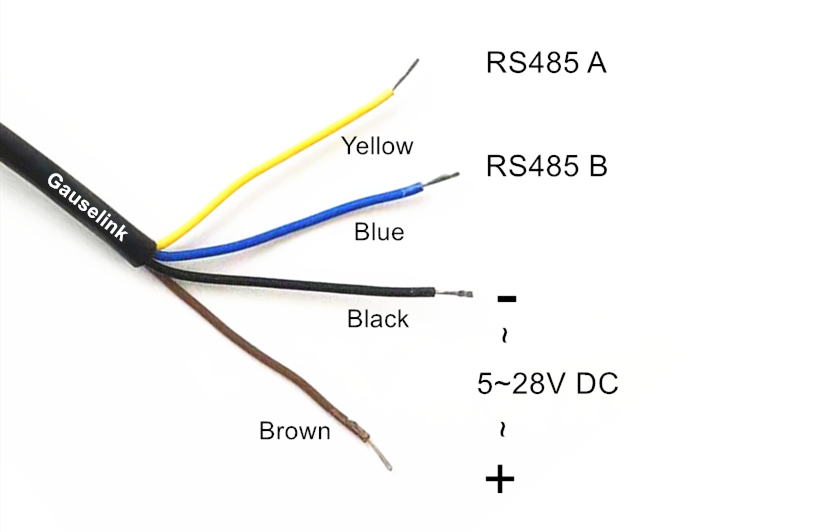 RS485 A
Yellow
RS485 B
Gauselink
Blue
-
Black
~
5~28V DC
~
Brown
+